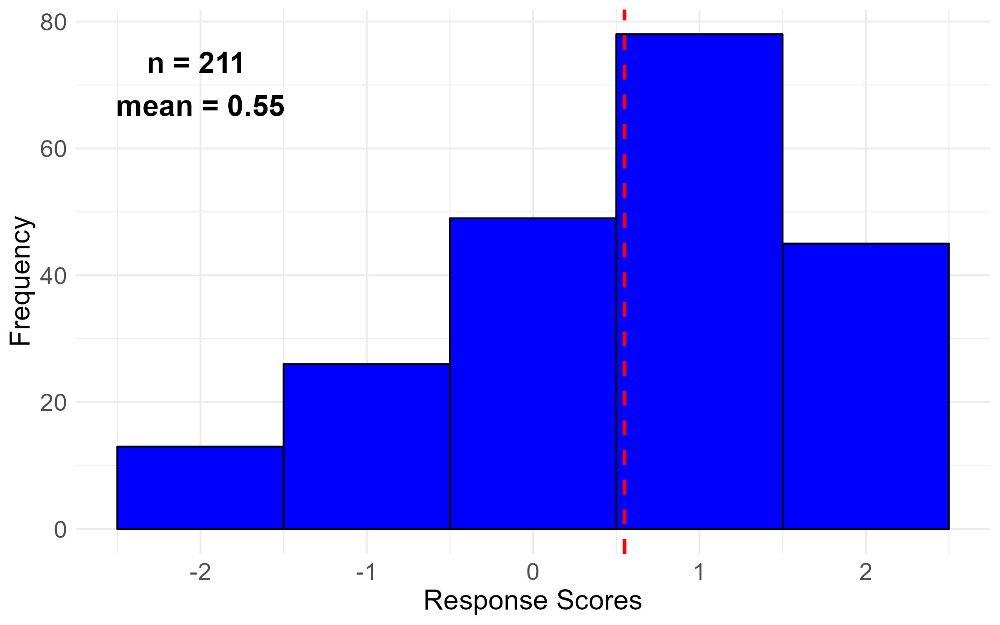 n = 211
mean = 0.55
Frequency
80
60
40
20
0
-2 -1 0 1 2
Response Scores